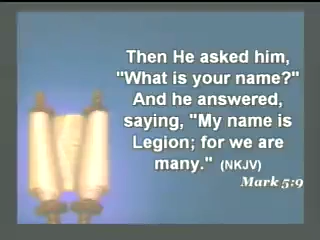 Then He asked him,
"What is your name?"
And he answered,
saying, "My name is
Legion; for we are
many." (NKJV)
Mark 5:9